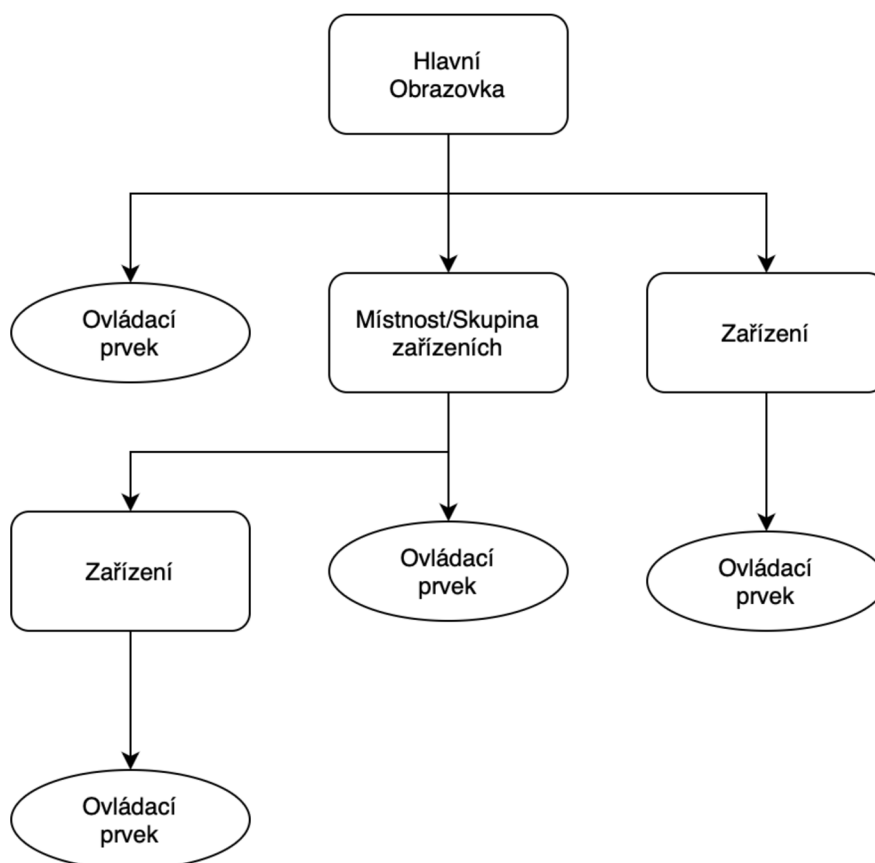 Hlavní
Obrazovka
Ovládací
prvek
Místnost/Skupina
zařízeních
Zařízení
Zařízení
Ovládací
prvek
Ovládací
prvek
Ovládací
prvek